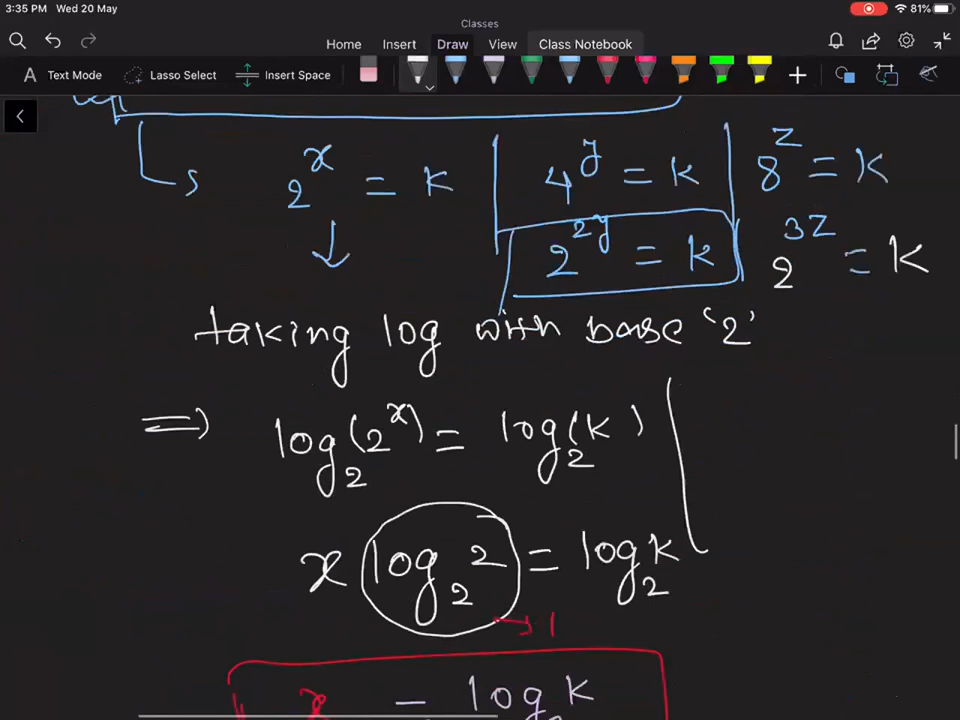 3:35 PM Wed 20 May 81%
Classes
Home Insert Draw View Class Notebook
Text Mode Lasso Select Insert Space
2^x = k | 4^y = k | 8^z = k
2^2y = k | 2^3z = k
taking log with base '2'
=> log_2(2^x) = log_2(k)
x log_2 2 = log_2 k
→ 1
x = log k